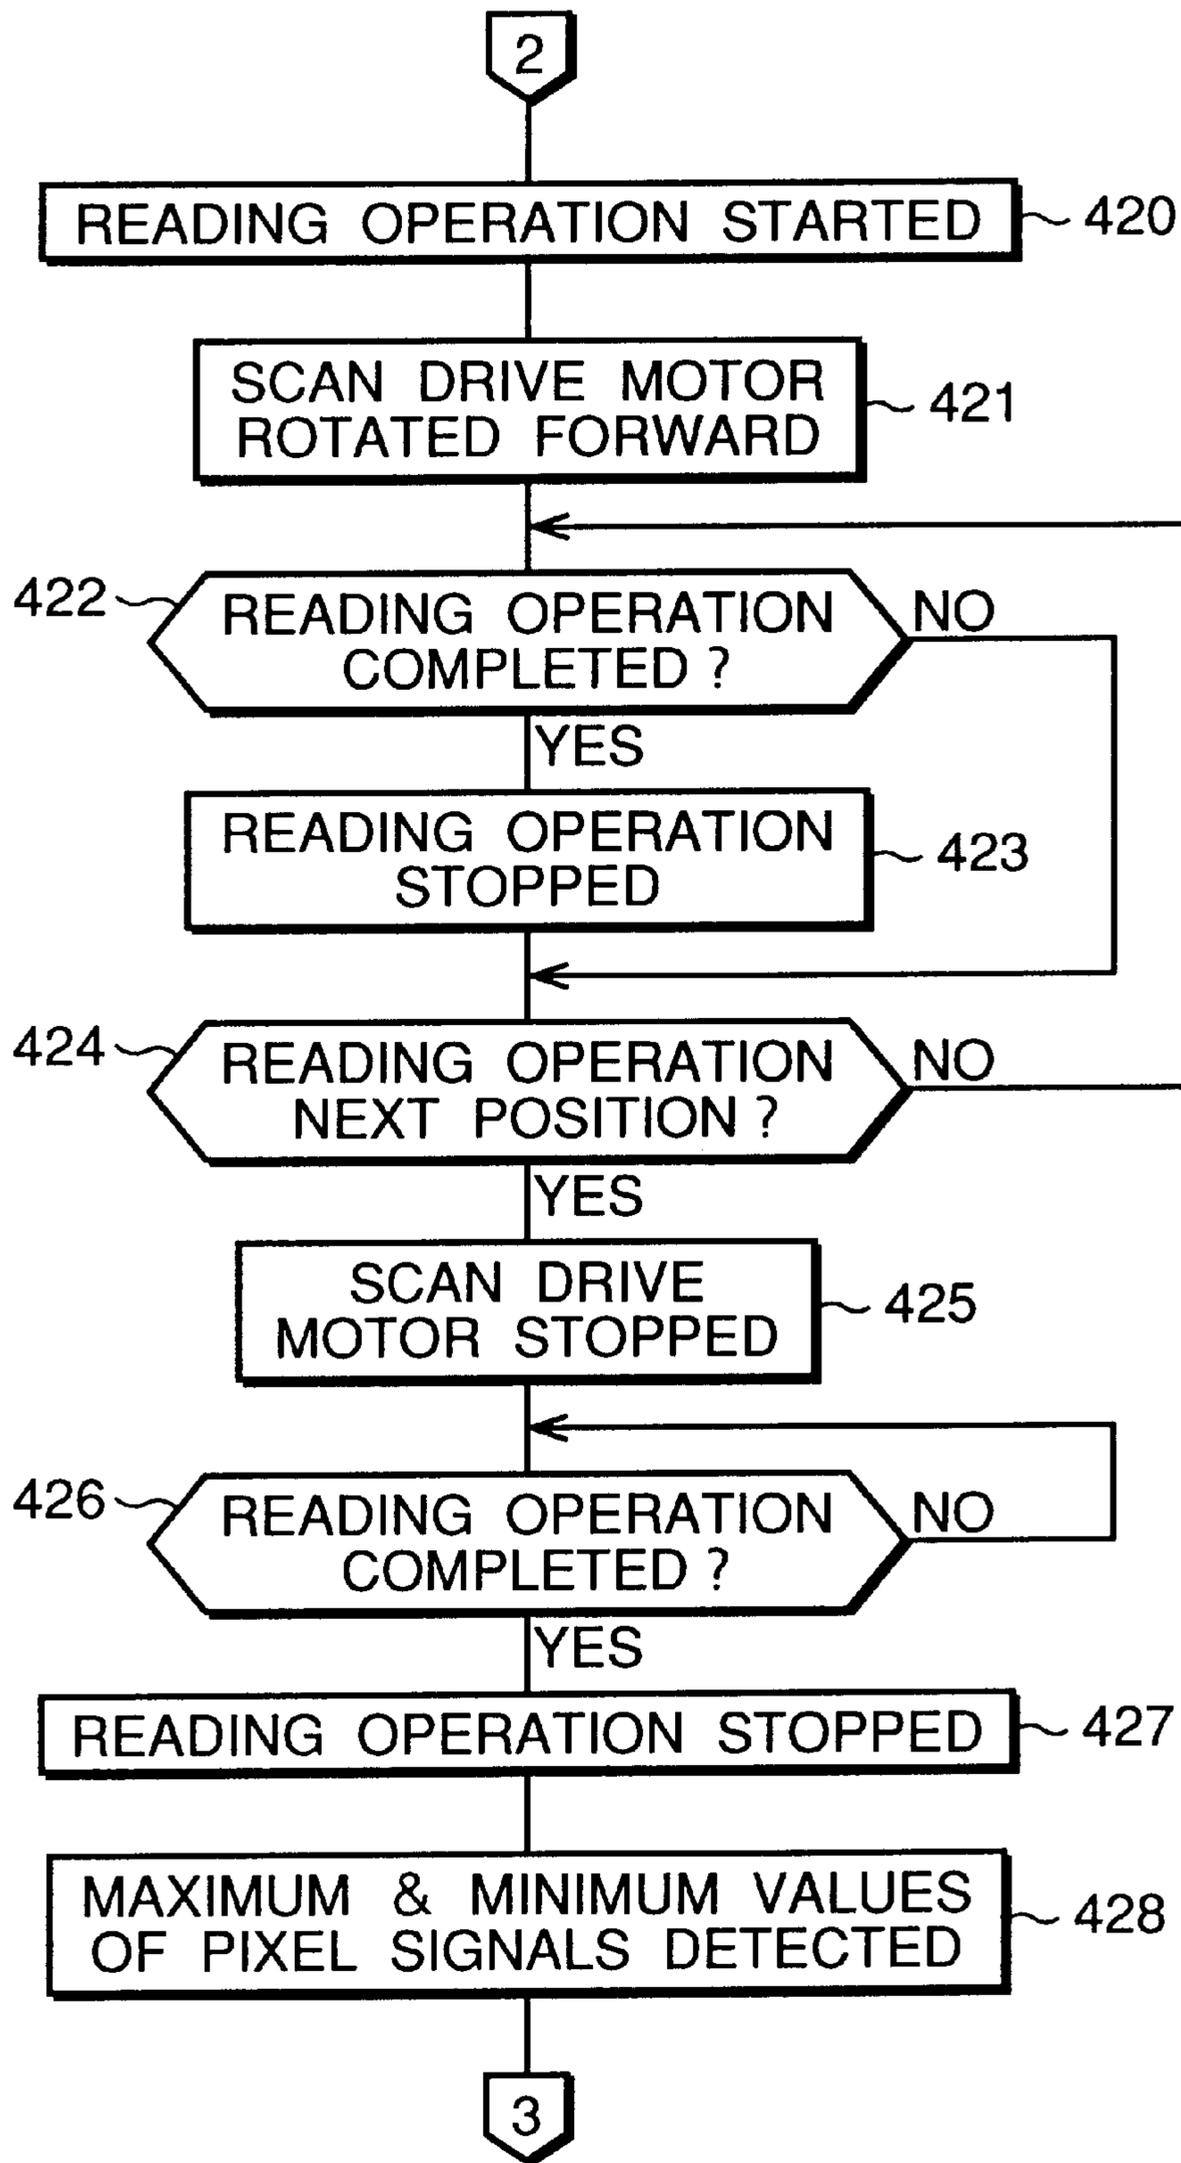 2
READING OPERATION STARTED
420
SCAN DRIVE MOTOR
ROTATED FORWARD
421
422
READING OPERATION
COMPLETED ?
NO
YES
READING OPERATION
STOPPED
423
424
READING OPERATION
NEXT POSITION ?
NO
YES
SCAN DRIVE
MOTOR STOPPED
425
426
READING OPERATION
COMPLETED ?
NO
YES
READING OPERATION STOPPED
427
MAXIMUM & MINIMUM VALUES
OF PIXEL SIGNALS DETECTED
428
3